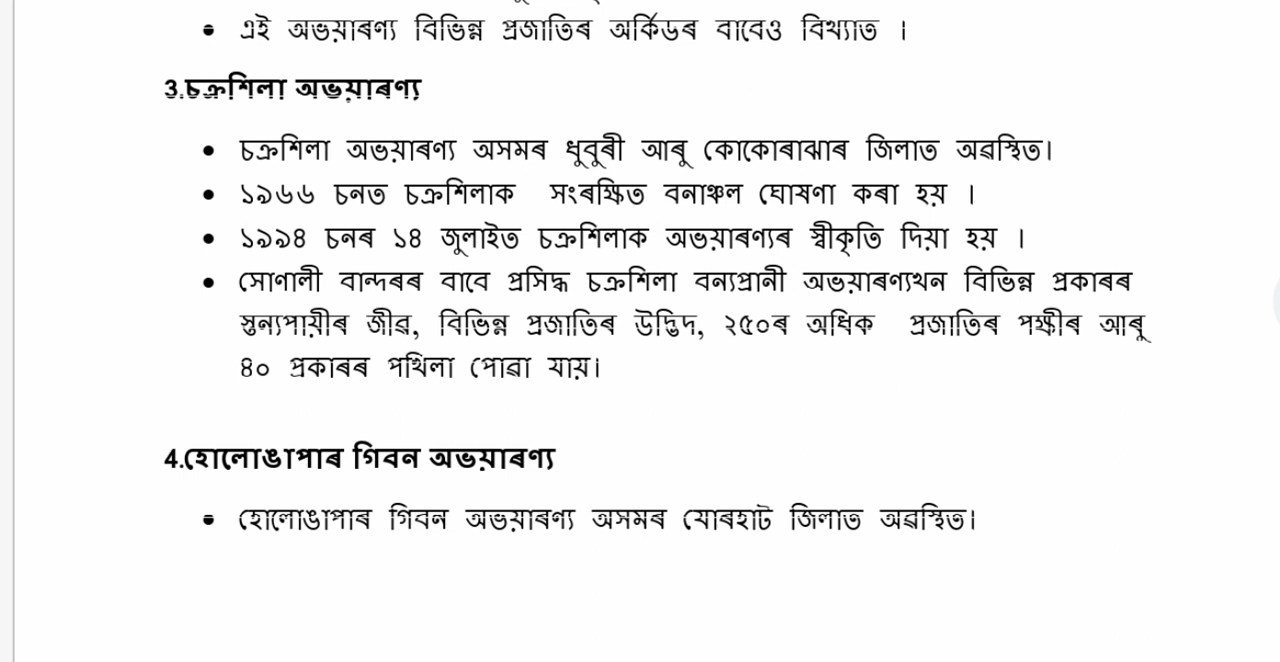 • এই অভয়াৰণ্য বিভিন্ন প্ৰজাতিৰ অৰ্কিডৰ বাবেও বিখ্যাত ।
3.চক্ৰশিলা অভয়াৰণ্য
• চক্ৰশিলা অভয়াৰণ্য অসমৰ ধুবুৰী আৰু কোকোৰাঝাৰ জিলাত অৱস্থিত।
• ১৯৬৬ চনত চক্ৰশিলাক সংৰক্ষিত বনাঞ্চল ঘোষণা কৰা হয় ।
• ১৯৯৪ চনৰ ১৪ জুলাইত চক্ৰশিলাক অভয়াৰণ্যৰ স্বীকৃতি দিয়া হয় ।
• সোণালী বান্দৰৰ বাবে প্ৰসিদ্ধ চক্ৰশিলা বন্যপ্ৰানী অভয়াৰণ্যখন বিভিন্ন প্ৰকাৰৰ
স্তন্যপায়ীৰ জীৱ, বিভিন্ন প্ৰজাতিৰ উদ্ভিদ, ২৫০ৰ অধিক প্ৰজাতিৰ পক্ষীৰ আৰু
৪০ প্ৰকাৰৰ পখিলা পোৱা যায়।
4.হোলোঙাপাৰ গিবন অভয়াৰণ্য
• হোলোঙাপাৰ গিবন অভয়াৰণ্য অসমৰ যোৰহাট জিলাত অৱস্থিত।